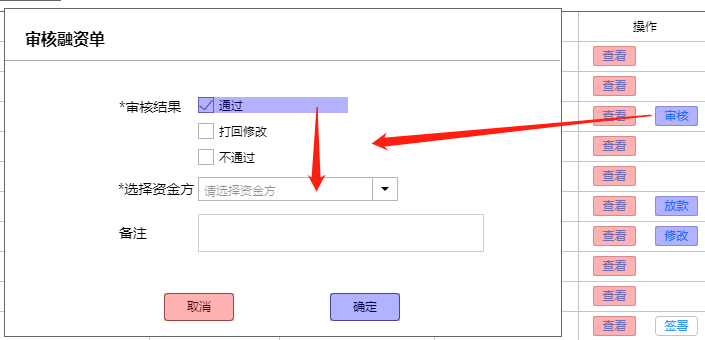 审核融资单
*审核结果
通过
打回修改
不通过
*选择资金方
请选择资金方
备注
取消
确定
操作
查看
查看
查看 审核
查看
查看
查看 放款
查看 修改
查看
查看
查看 签署